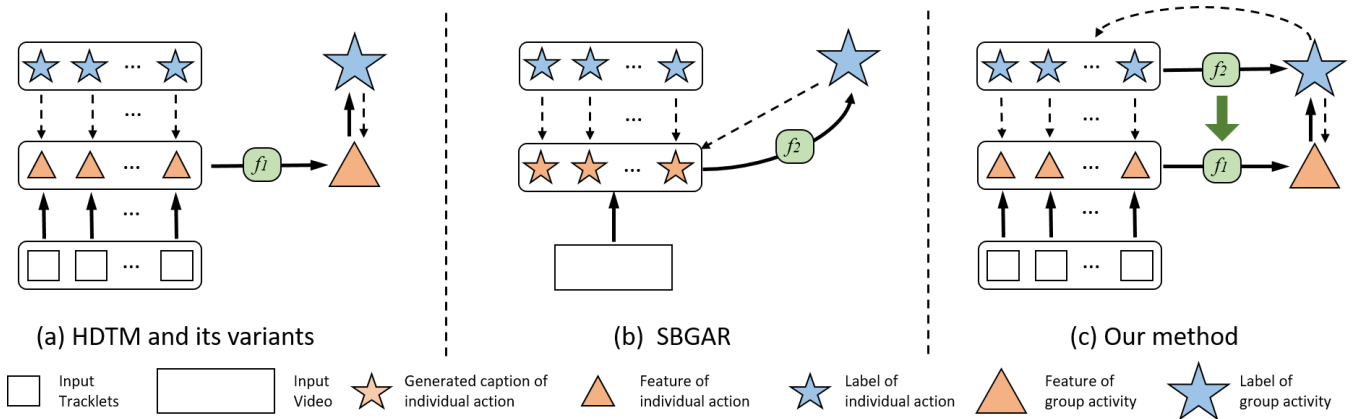 ...
f2
f2
...
...
...
...
...
...
f1
f2
f1
...
...
...
...
(a) HDTM and its variants
(b) SBGAR
(c) Our method
Input
Tracklets
Input
Video
Generated caption of
individual action
Feature of
individual action
Label of
individual action
Feature of
group activity
Label of
group activity